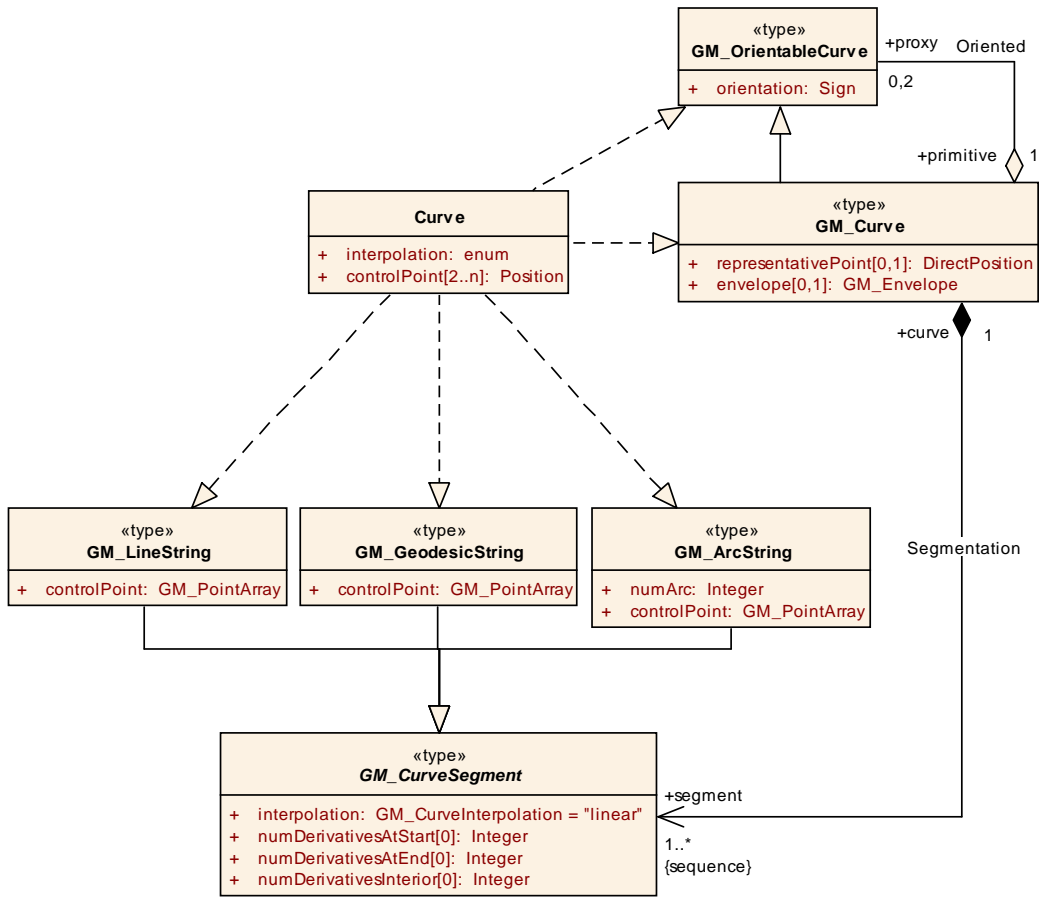 «type»
GM_OrientableCurve
+ orientation: Sign
+proxy
Oriented
0,2
+primitive
1
Curve
+ interpolation: enum
+ controlPoint[2..n]: Position
«type»
GM_Curve
+ representativePoint[0,1]: DirectPosition
+ envelope[0,1]: GM_Envelope
+curve
1
«type»
GM_LineString
+ controlPoint: GM_PointArray
«type»
GM_GeodesicString
+ controlPoint: GM_PointArray
«type»
GM_ArcString
+ numArc: Integer
+ controlPoint: GM_PointArray
Segmentation
«type»
GM_CurveSegment
+ interpolation: GM_CurveInterpolation = "linear"
+ numDerivativesAtStart[0]: Integer
+ numDerivativesAtEnd[0]: Integer
+ numDerivativesInterior[0]: Integer
+segment
1..*
{sequence}